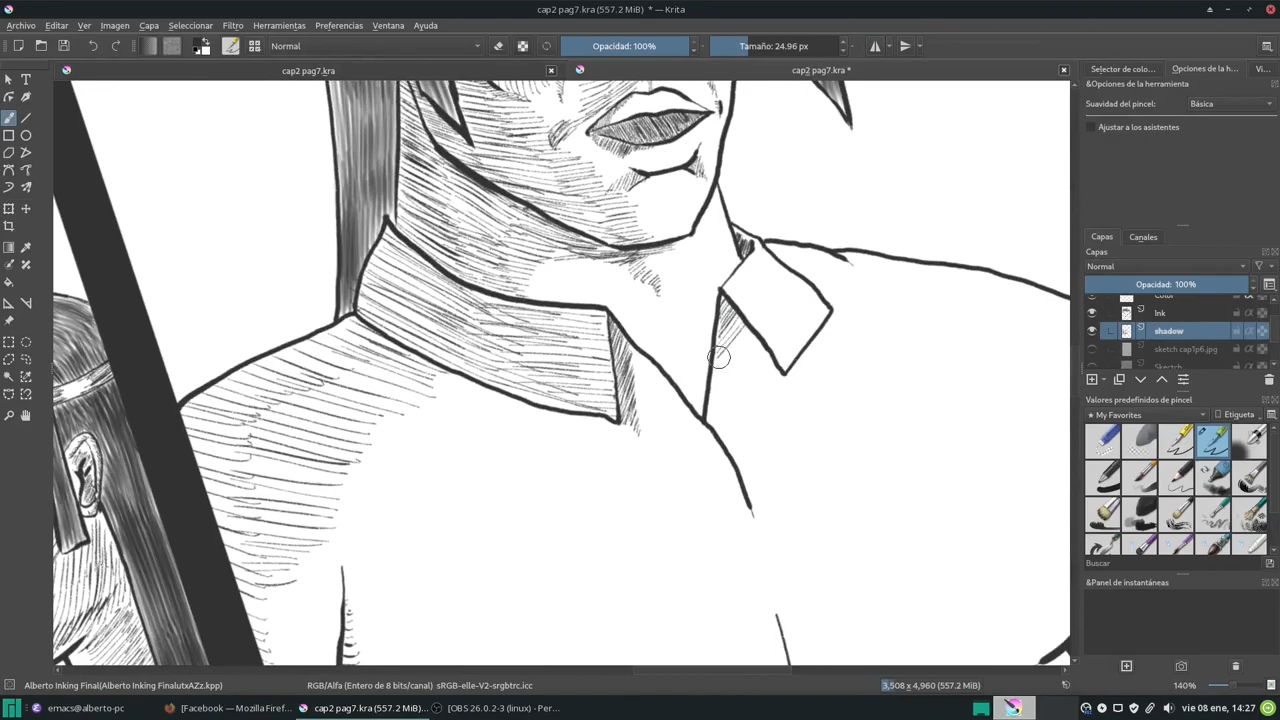 cap2 pag7.kra (557.2 MiB)  * — Krita
Archivo Editar Ver Imagen Capa Seleccionar Filtro Herramientas Preferencias Ventana Ayuda
Normal Opacidad: 100% Tamaño: 24.96 px
cap2 pag7.kra cap2 pag7.kra *
Selector de colo... Opciones de la h... Vi...
&Opciones de la herramienta
Suavidad del pincel: Básica
Ajustar a los asistentes
Capas Canales
Capas
Normal
Opacidad: 100%
Color
Ink
shadow
sketch cap1p6.jpg
Sketch
Valores predefinidos de pincel
My Favorites Etiqueta
Buscar
&Panel de instantáneas
Alberto Inking Final(Alberto Inking FinalutxAZz.kpp) RGB/Alfa (Entero de 8 bits/canal) sRGB-elle-V2-srgbtrc.icc 3,508 x 4,960 (557.2 MiB) 140%
emacs@alberto-pc [Facebook — Mozilla Firef... cap2 pag7.kra (557.2 MiB)... [OBS 26.0.2-3 (linux) - Per... vie 08 ene, 14:27